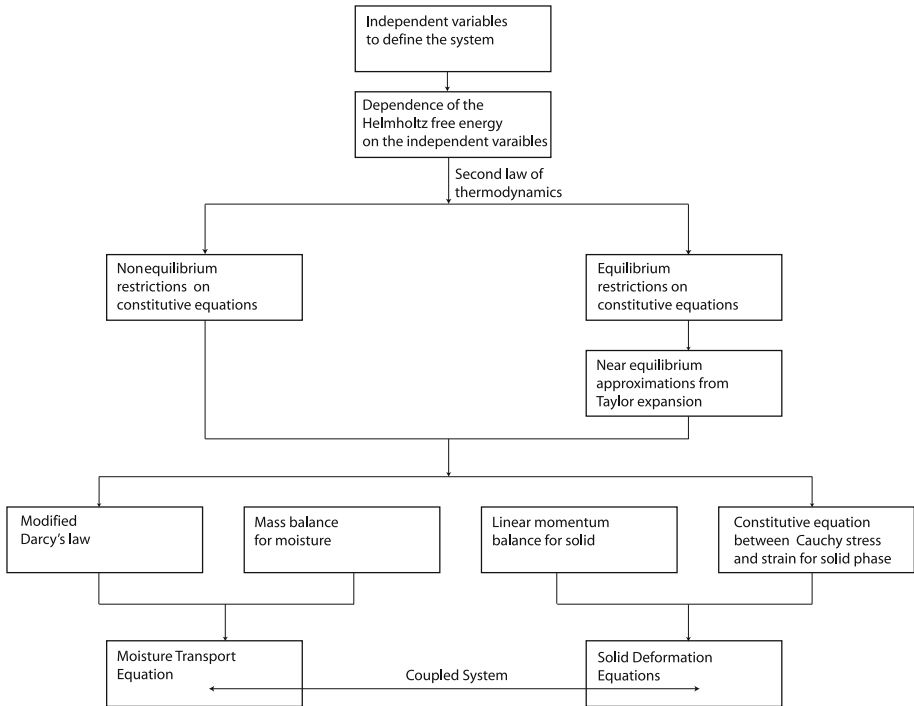 Independent variables
to define the system
Dependence of the
Helmholtz free energy
on the independent varaibles
Second law of
thermodynamics
Nonequilibrium
restrictions on
constitutive equations
Equilibrium
restrictions on
constitutive equations
Near equilibrium
approximations from
Taylor expansion
Modified
Darcy's law
Mass balance
for moisture
Linear momentum
balance for solid
Constitutive equation
between Cauchy stress
and strain for solid phase
Moisture Transport
Equation
Coupled System
Solid Deformation
Equations